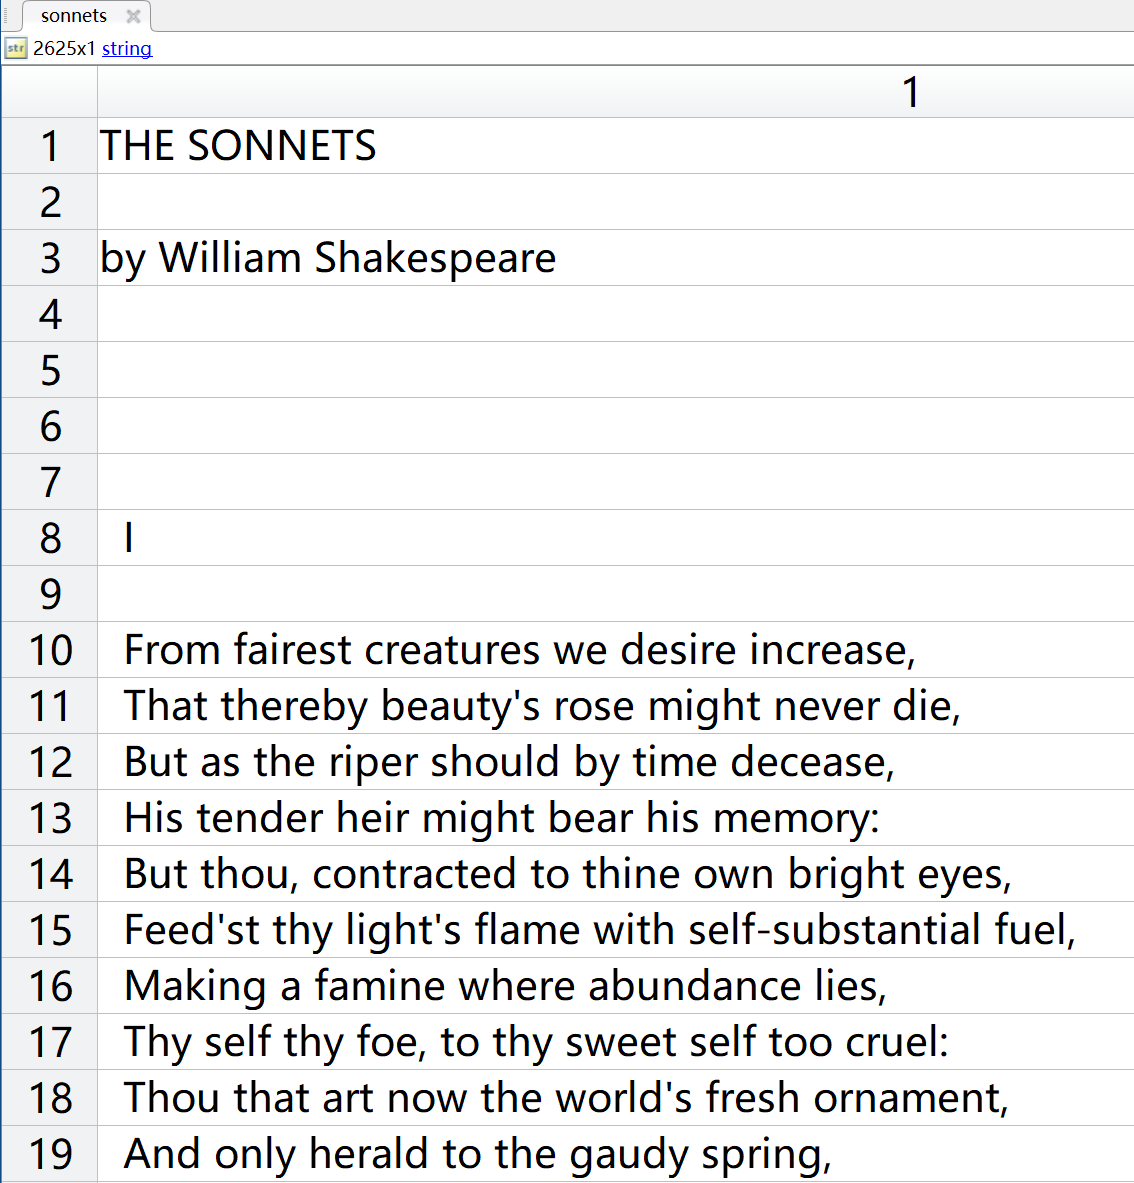 sonnets
str 2625x1 string
1
1 THE SONNETS
2
3 by William Shakespeare
4
5
6
7
8 I
9
10 From fairest creatures we desire increase,
11 That thereby beauty's rose might never die,
12 But as the riper should by time decease,
13 His tender heir might bear his memory:
14 But thou, contracted to thine own bright eyes,
15 Feed'st thy light's flame with self-substantial fuel,
16 Making a famine where abundance lies,
17 Thy self thy foe, to thy sweet self too cruel:
18 Thou that art now the world's fresh ornament,
19 And only herald to the gaudy spring,